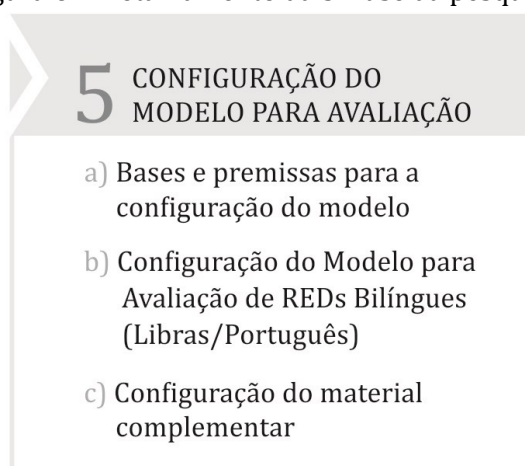 5 CONFIGURAÇÃO DO
MODELO PARA AVALIAÇÃO
a) Bases e premissas para a
configuração do modelo
b) Configuração do Modelo para
Avaliação de REDs Bilíngues
(Libras/Português)
c) Configuração do material
complementar